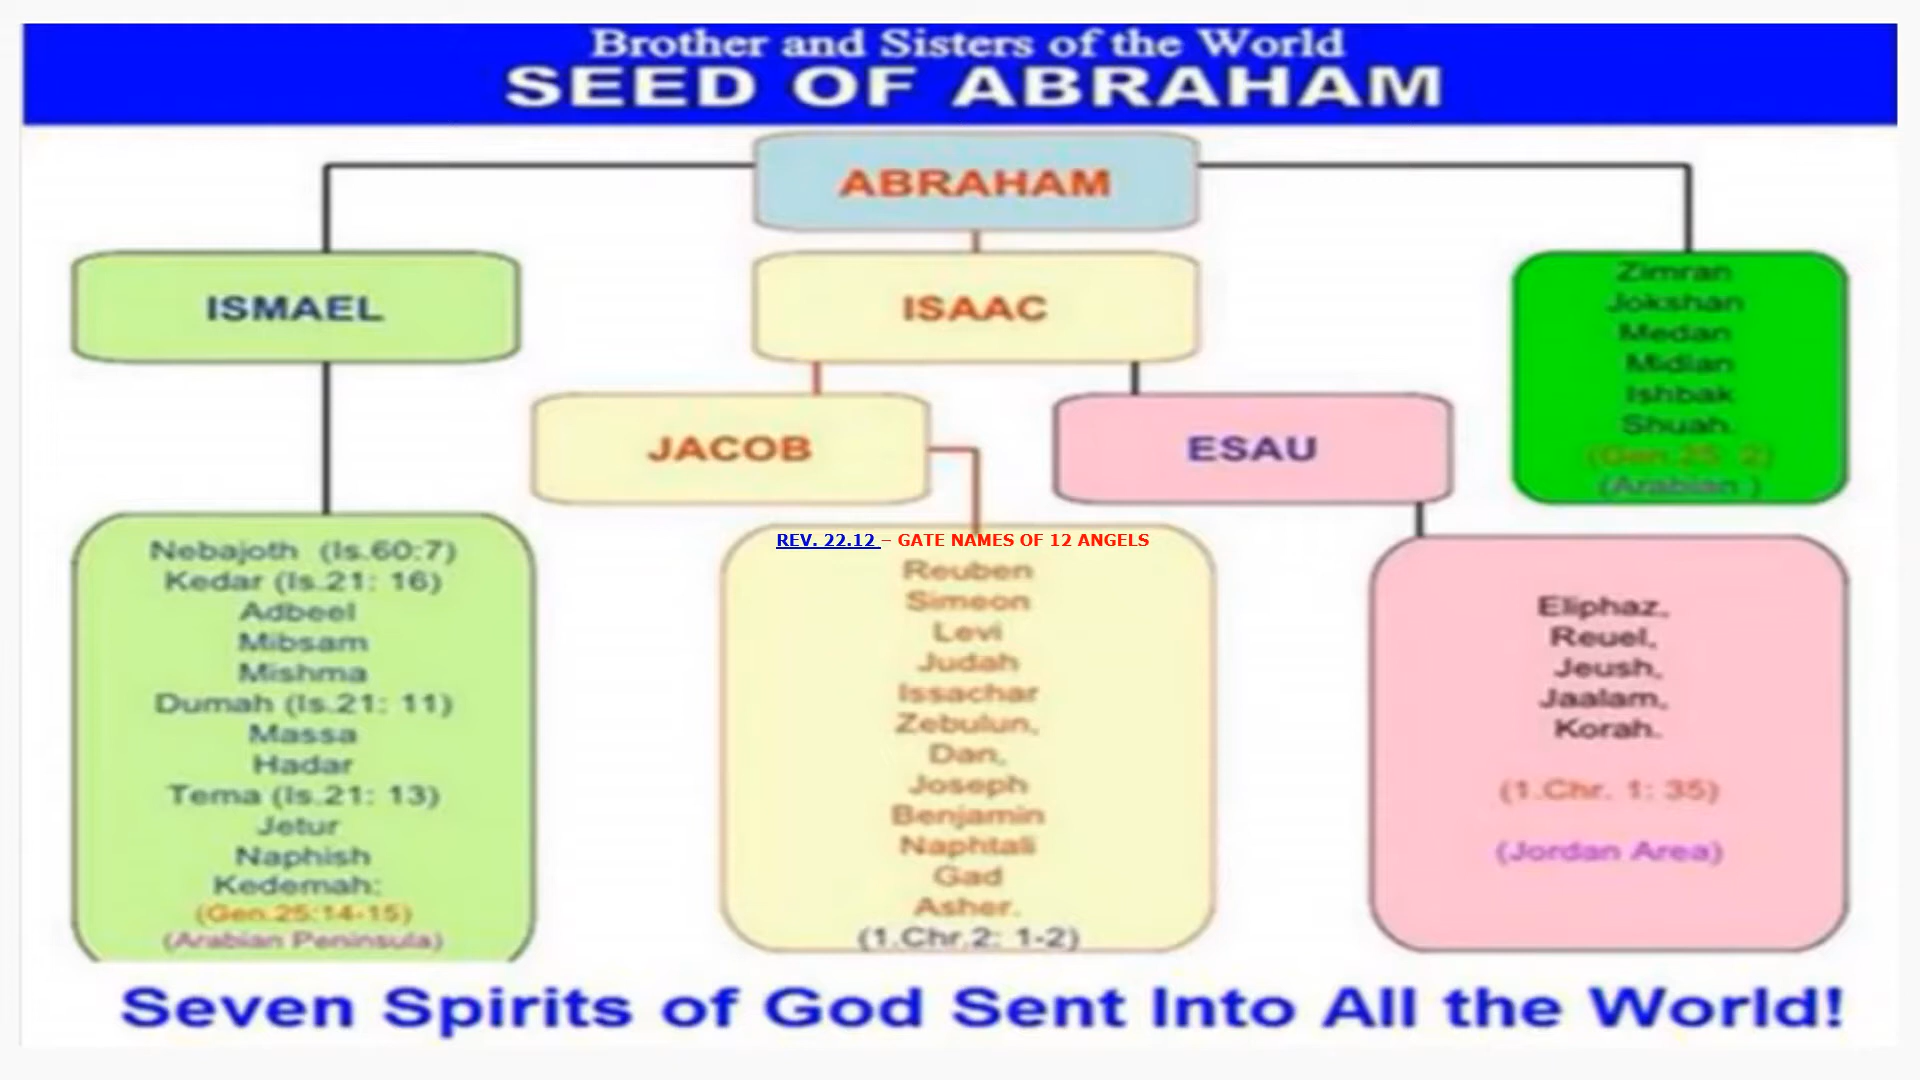 Brother and Sisters of the World
SEED OF ABRAHAM
ABRAHAM
ISMAEL
ISAAC
Zimran
Jokshan
Medan
Midian
Ishbak
Shuah.
(Gen.25: 2)
(Arabian )
JACOB
ESAU
Nebajoth (Is.60:7)
Kedar (Is.21: 16)
Adbeel
Mibsam
Mishma
Dumah (Is.21: 11)
Massa
Hadar
Tema (Is.21: 13)
Jetur
Naphish
Kedemah:
(Gen.25:14-15)
(Arabian Peninsula)
REV. 22.12 – GATE NAMES OF 12 ANGELS
Reuben
Simeon
Levi
Judah
Issachar
Zebulun,
Dan,
Joseph
Benjamin
Naphtali
Gad
Asher.
(1.Chr.2: 1-2)
Eliphaz,
Reuel,
Jeush,
Jaalam,
Korah.
(1.Chr. 1: 35)
(Jordan Area)
Seven Spirits of God Sent Into All the World!